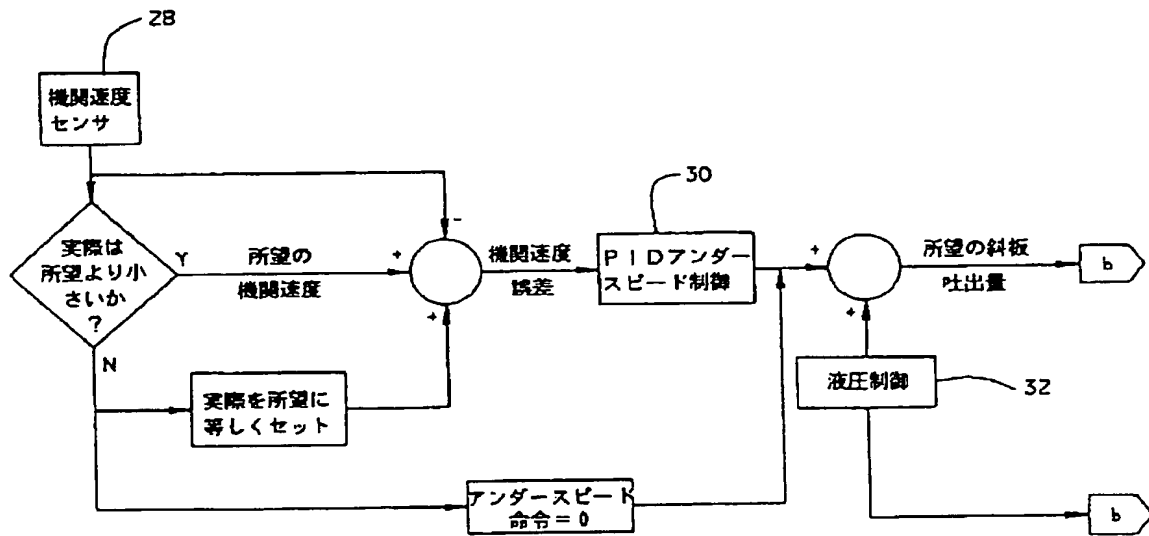 28
機関速度
センサ
30
実際は
所望より小
さいか
?
Y
所望の
機関速度
-
+
+
機関速度
誤差
PIDアンダー
スピード制御
+
+
所望の斜板
吐出量
b
N
実際を所望に
等しくセット
液圧制御
32
アンダースピード
命令=0
b